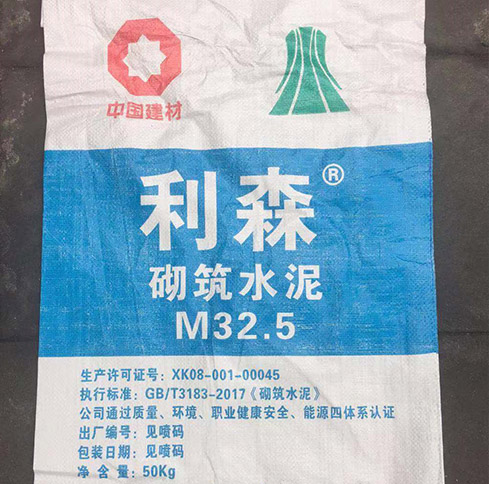 中国建材
利森®
砌筑水泥
M32.5
生产许可证号：XK08-001-00045
执行标准：GB/T3183-2017《砌筑水泥》
公司通过质量、环境、职业健康安全、能源四体系认证
出厂编号：见喷码
包装日期：见喷码
净 含 量：50Kg